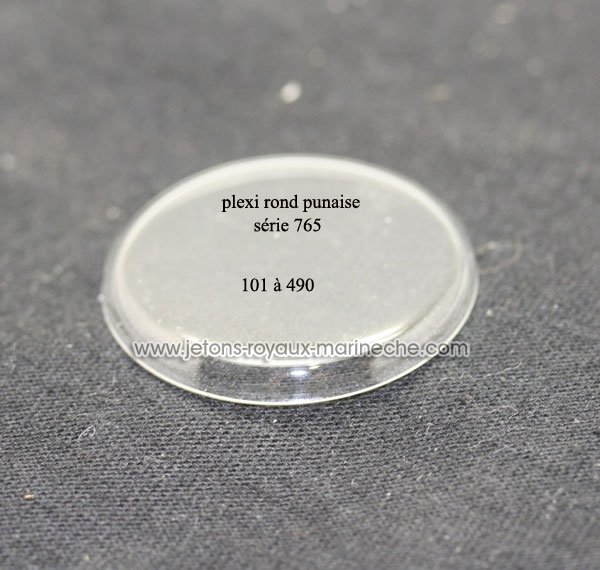 plexi rond punaise
série 765
101 à 490
www.jetons-royaux-marineche.com